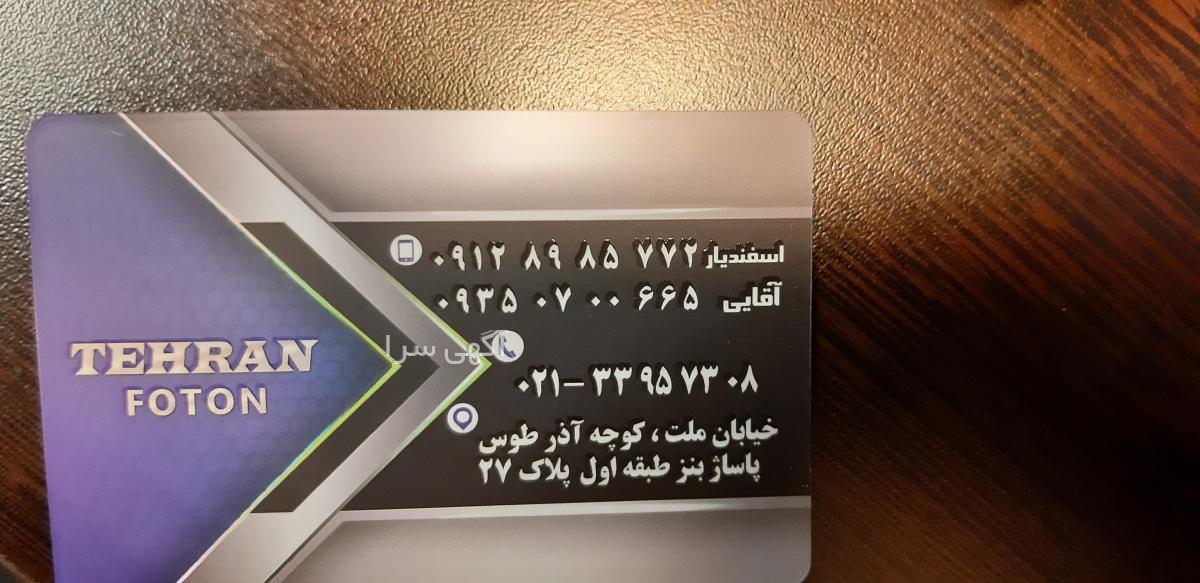 TEHRAN
FOTON
اسفندیار ۰۹۱۲ ۸۹ ۸۵ ۷۷۲
آقایی ۰۹۳۵ ۰۷ ۰۰ ۶۶۵
آگهی سرا
۰۲۱– ۳۳ ۹۵ ۷۳ ۰۸
خیابان ملت ، کوچه آذر طوس
پاساژ بنز طبقه اول پلاک ۲۷